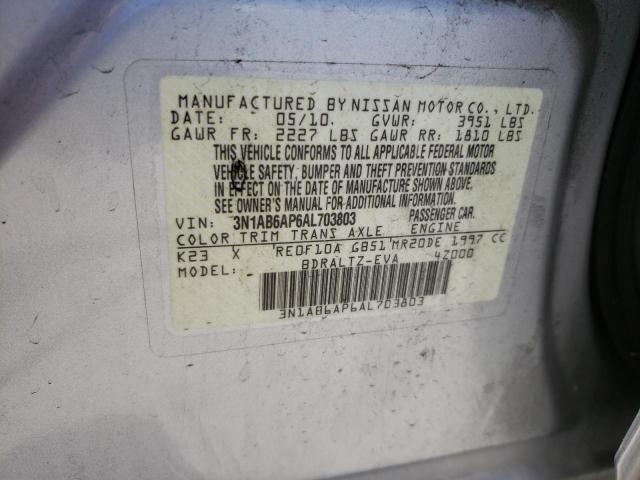 MANUFACTURED BY NISSAN MOTOR CO., LTD.
DATE: 05/10. GVWR: 3951 LBS
GAWR FR: 2227 LBS GAWR RR: 1810 LBS
THIS VEHICLE CONFORMS TO ALL APPLICABLE FEDERAL MOTOR
VEHICLE SAFETY, BUMPER AND THEFT PREVENTION STANDARDS
IN EFFECT ON THE DATE OF MANUFACTURE SHOWN ABOVE.
SEE OWNER'S MANUAL FOR ADDITIONAL INFORMATION.
VIN: 3N1AB6AP6AL703803 PASSENGER CAR.
COLOR TRIM TRANS AXLE ENGINE
K23 X RE0F10A GB51 MR20DE 1997 CC
MODEL: BDRALTZ-EVA 4Z000
3N1AB6AP6AL703803